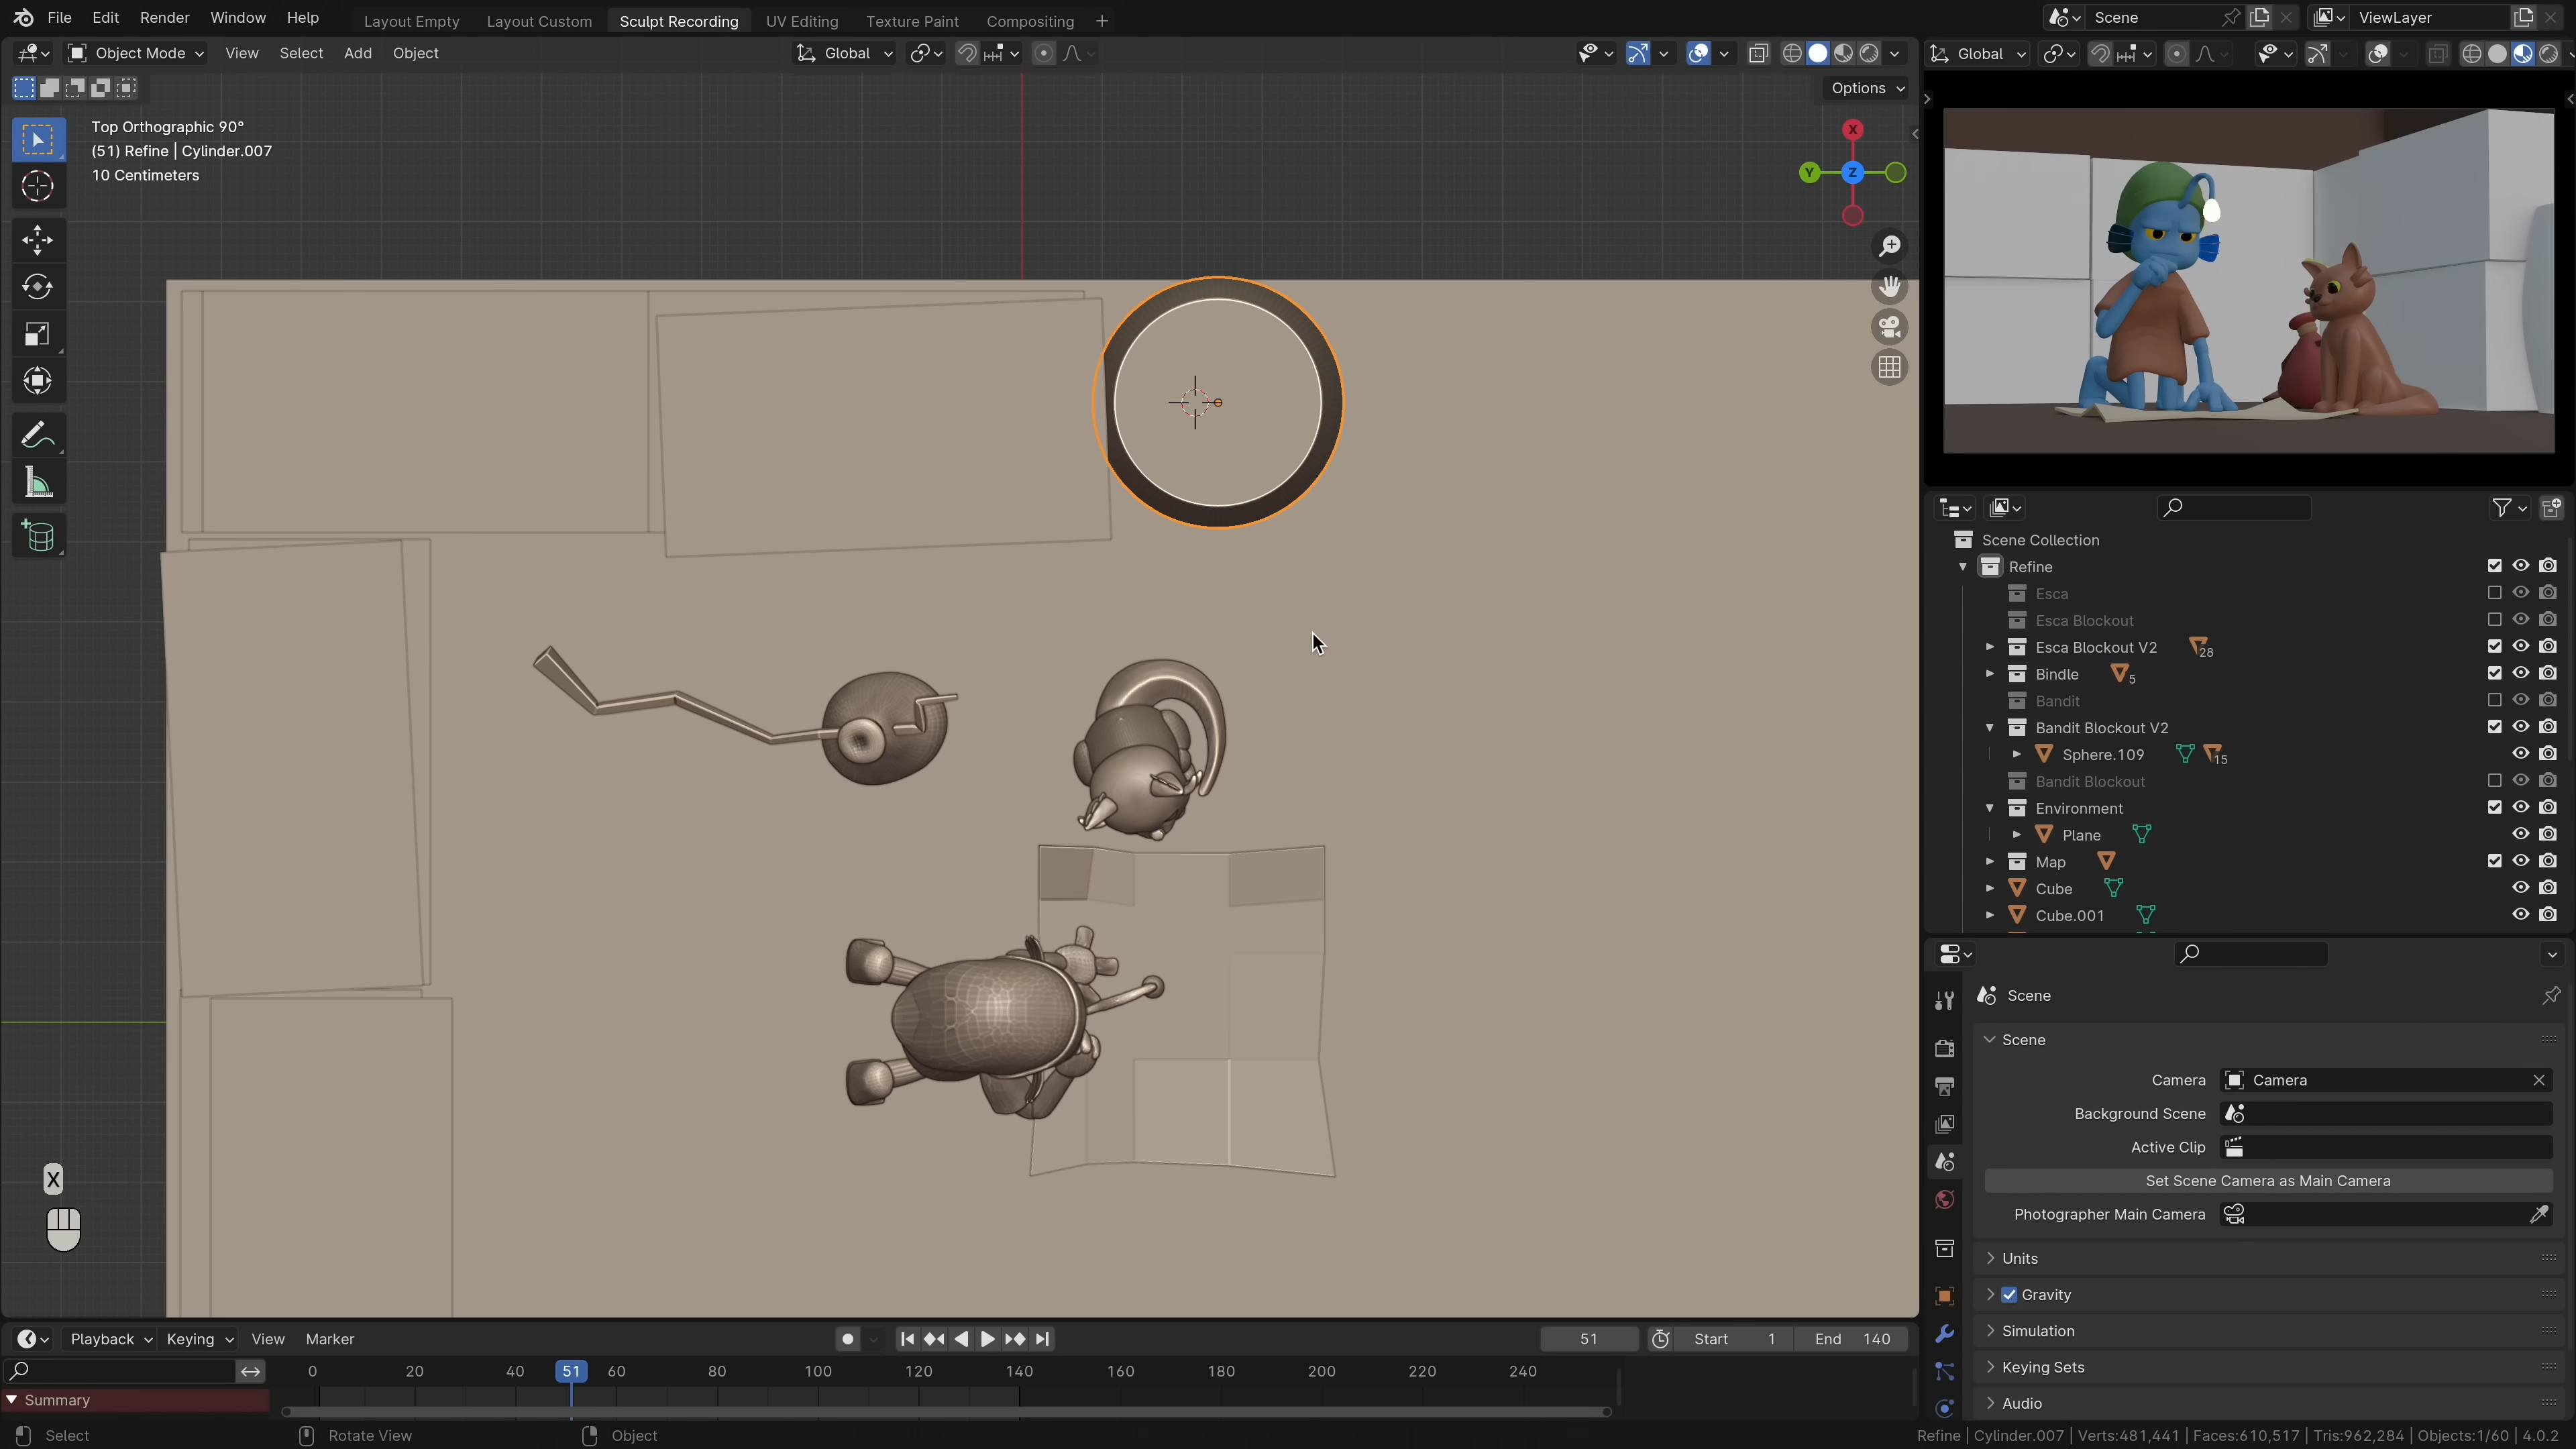 File Edit Render Window Help
Layout Empty Layout Custom Sculpt Recording UV Editing Texture Paint Compositing +
Scene
ViewLayer
Object Mode View Select Add Object
Global
Global
Options
Top Orthographic 90°
(51) Refine | Cylinder.007
10 Centimeters
X
Y
Z
Scene Collection
Refine
Esca
Esca Blockout
Esca Blockout V2 28
Bindle 5
Bandit
Bandit Blockout V2
Sphere.109 15
Bandit Blockout
Environment
Plane
Map
Cube
Cube.001
Scene
Scene
Camera Camera
Background Scene
Active Clip
Set Scene Camera as Main Camera
Photographer Main Camera
Units
Gravity
Simulation
Keying Sets
Audio
X
Playback Keying View Marker
51
Start 1
End 140
0 20 40 51 60 80 100 120 140 160 180 200 220 240
Summary
Select
Rotate View
Object
Refine | Cylinder.007 | Verts:481,441 | Faces:610,517 | Tris:962,284 | Objects:1/60 | 4.0.2